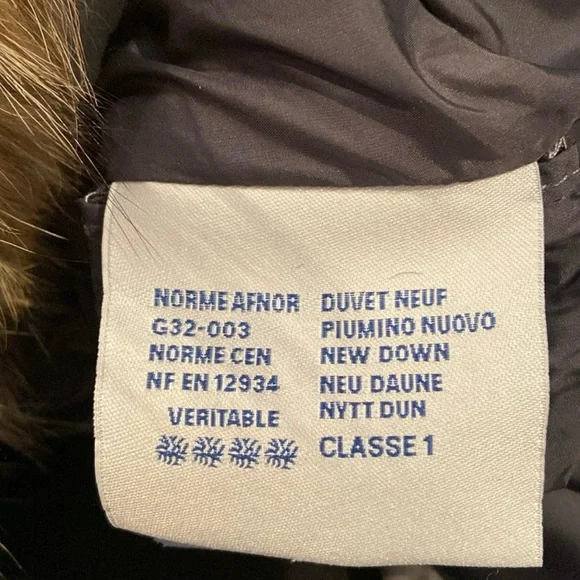 NORME AFNOR
G32-003
NORME CEN
NF EN 12934
VERITABLE
DUVET NEUF
PIUMINO NUOVO
NEW DOWN
NEU DAUNE
NYTT DUN
CLASSE 1